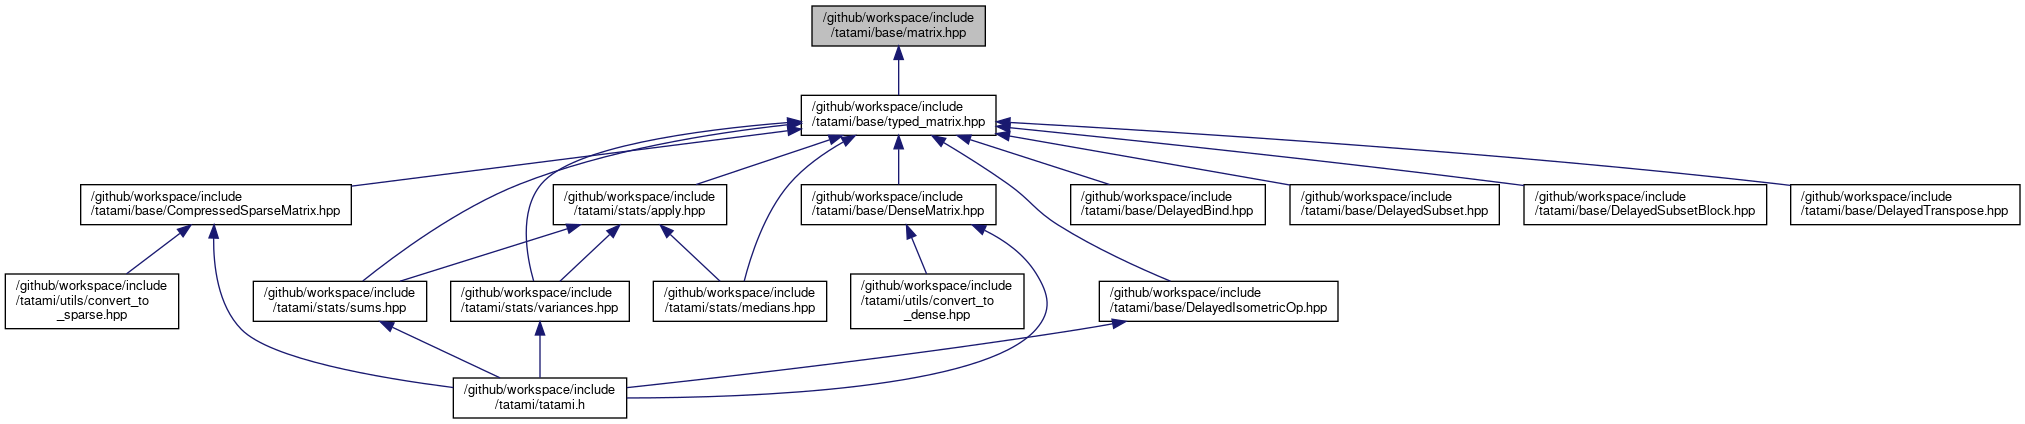 /github/workspace/include
/tatami/base/matrix.hpp
/github/workspace/include
/tatami/base/typed_matrix.hpp
/github/workspace/include
/tatami/base/CompressedSparseMatrix.hpp
/github/workspace/include
/tatami/stats/apply.hpp
/github/workspace/include
/tatami/base/DenseMatrix.hpp
/github/workspace/include
/tatami/base/DelayedBind.hpp
/github/workspace/include
/tatami/base/DelayedSubset.hpp
/github/workspace/include
/tatami/base/DelayedSubsetBlock.hpp
/github/workspace/include
/tatami/base/DelayedTranspose.hpp
/github/workspace/include
/tatami/utils/convert_to
_sparse.hpp
/github/workspace/include
/tatami/stats/sums.hpp
/github/workspace/include
/tatami/stats/variances.hpp
/github/workspace/include
/tatami/stats/medians.hpp
/github/workspace/include
/tatami/utils/convert_to
_dense.hpp
/github/workspace/include
/tatami/base/DelayedIsometricOp.hpp
/github/workspace/include
/tatami/tatami.h